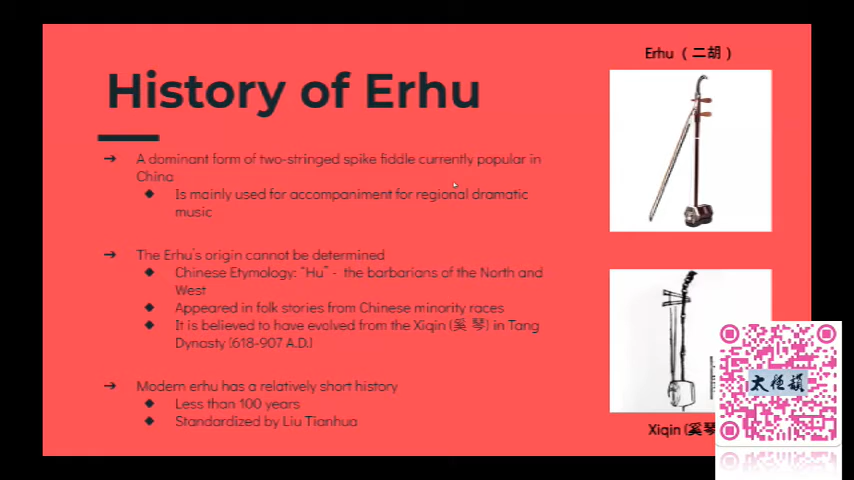 History of Erhu
➔ A dominant form of two-stringed spike fiddle currently popular in
China
◆ Is mainly used for accompaniment for regional dramatic
music
➔ The Erhu's origin cannot be determined
◆ Chinese Etymology: "Hu" - the barbarians of the North and
West
◆ Appeared in folk stories from Chinese minority races
◆ It is believed to have evolved from the Xiqin (奚 琴) in Tang
Dynasty (618-907 A.D.)
➔ Modern erhu has a relatively short history
◆ Less than 100 years
◆ Standardized by Liu Tianhua
Erhu (二胡)
Xiqin (奚琴